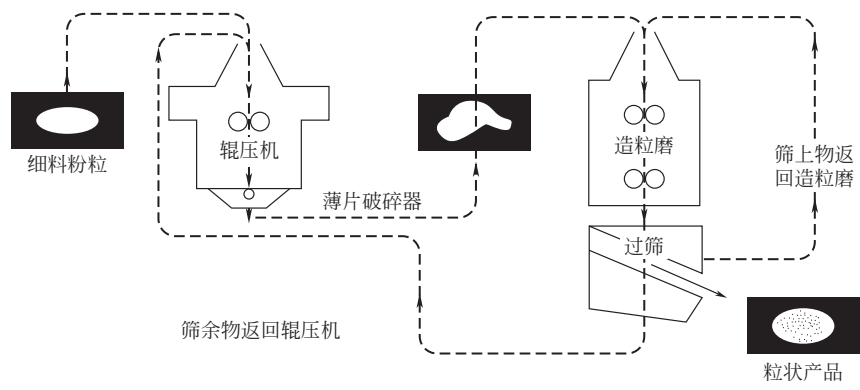 细料粉粒
辊压机
薄片破碎器
造粒磨
筛上物返
回造粒磨
过筛
筛余物返回辊压机
粒状产品